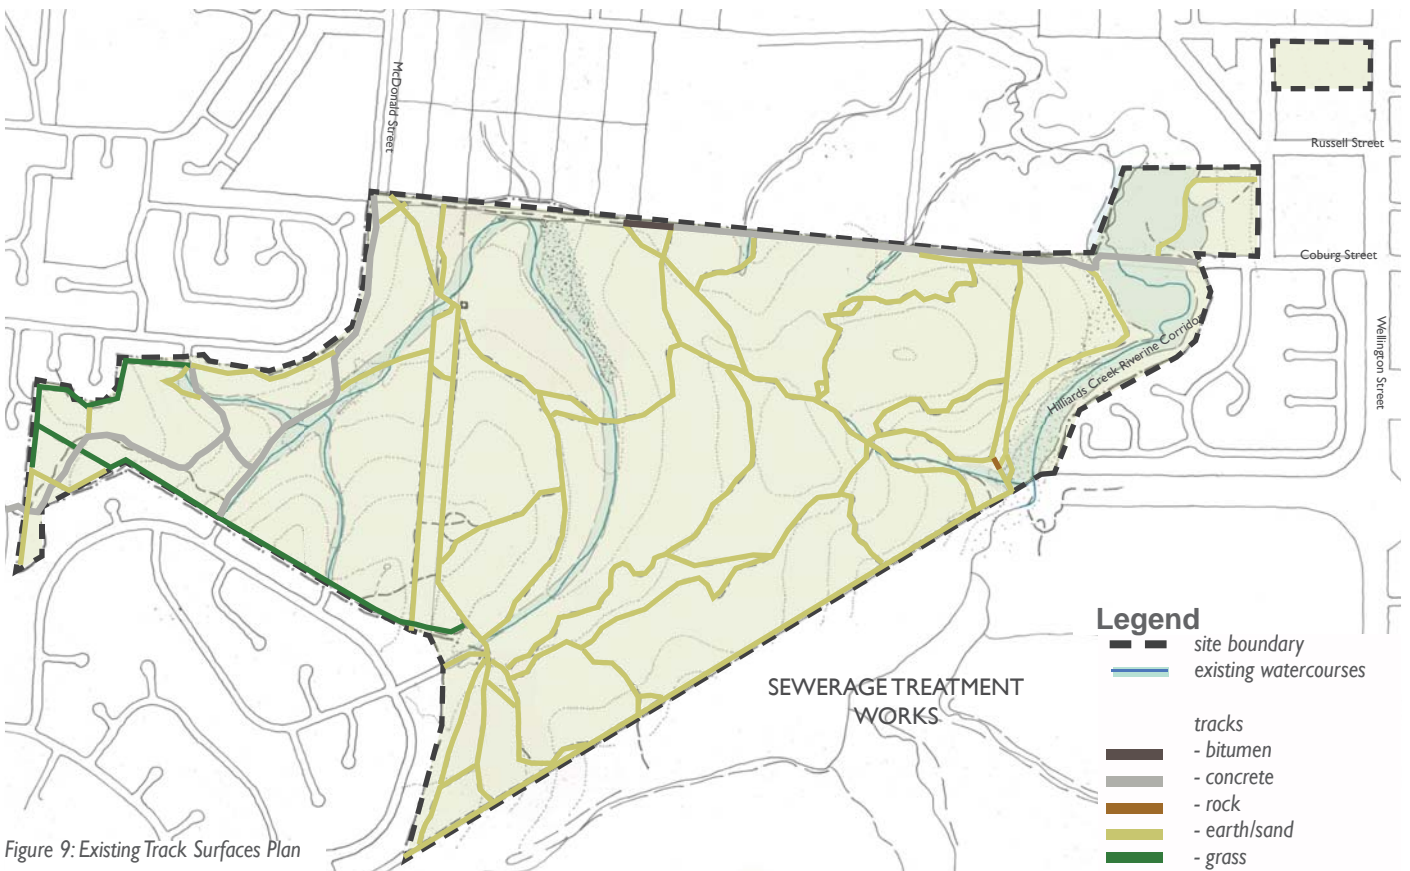 McDonald Street
Russell Street
Coburg Street
Wellington Street
Hilliards Creek Riverine Corridor
SEWERAGE TREATMENT
WORKS
Legend
site boundary
existing watercourses
tracks
- bitumen
- concrete
- rock
- earth/sand
- grass
Figure 9: Existing Track Surfaces Plan